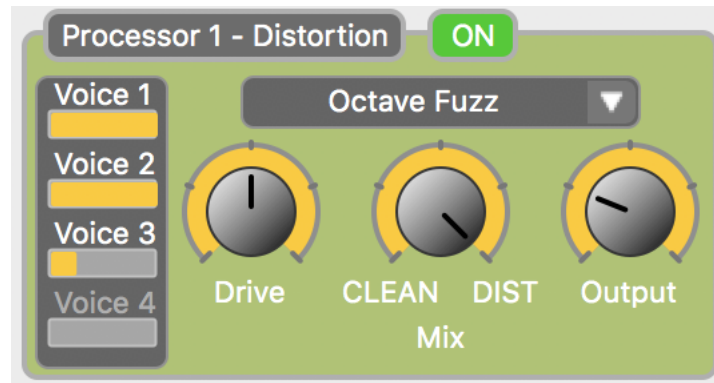 Processor 1 - Distortion
ON
Voice 1
Voice 2
Voice 3
Voice 4
Octave Fuzz
Drive
CLEAN DIST
Mix
Output